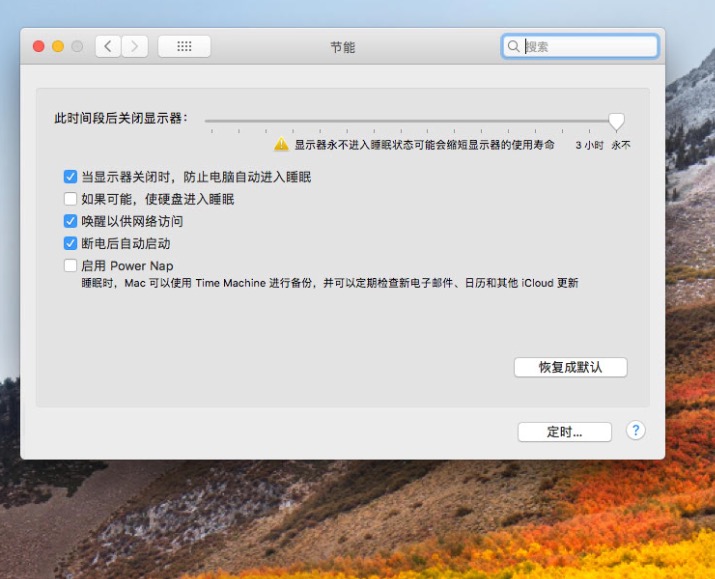 节能
搜索
此时间段后关闭显示器：
显示器永不进入睡眠状态可能会缩短显示器的使用寿命 3 小时 永不
当显示器关闭时，防止电脑自动进入睡眠
如果可能，使硬盘进入睡眠
唤醒以供网络访问
断电后自动启动
启用 Power Nap
睡眠时，Mac 可以使用 Time Machine 进行备份，并可以定期检查新电子邮件、日历和其他 iCloud 更新
恢复成默认
定时...
?